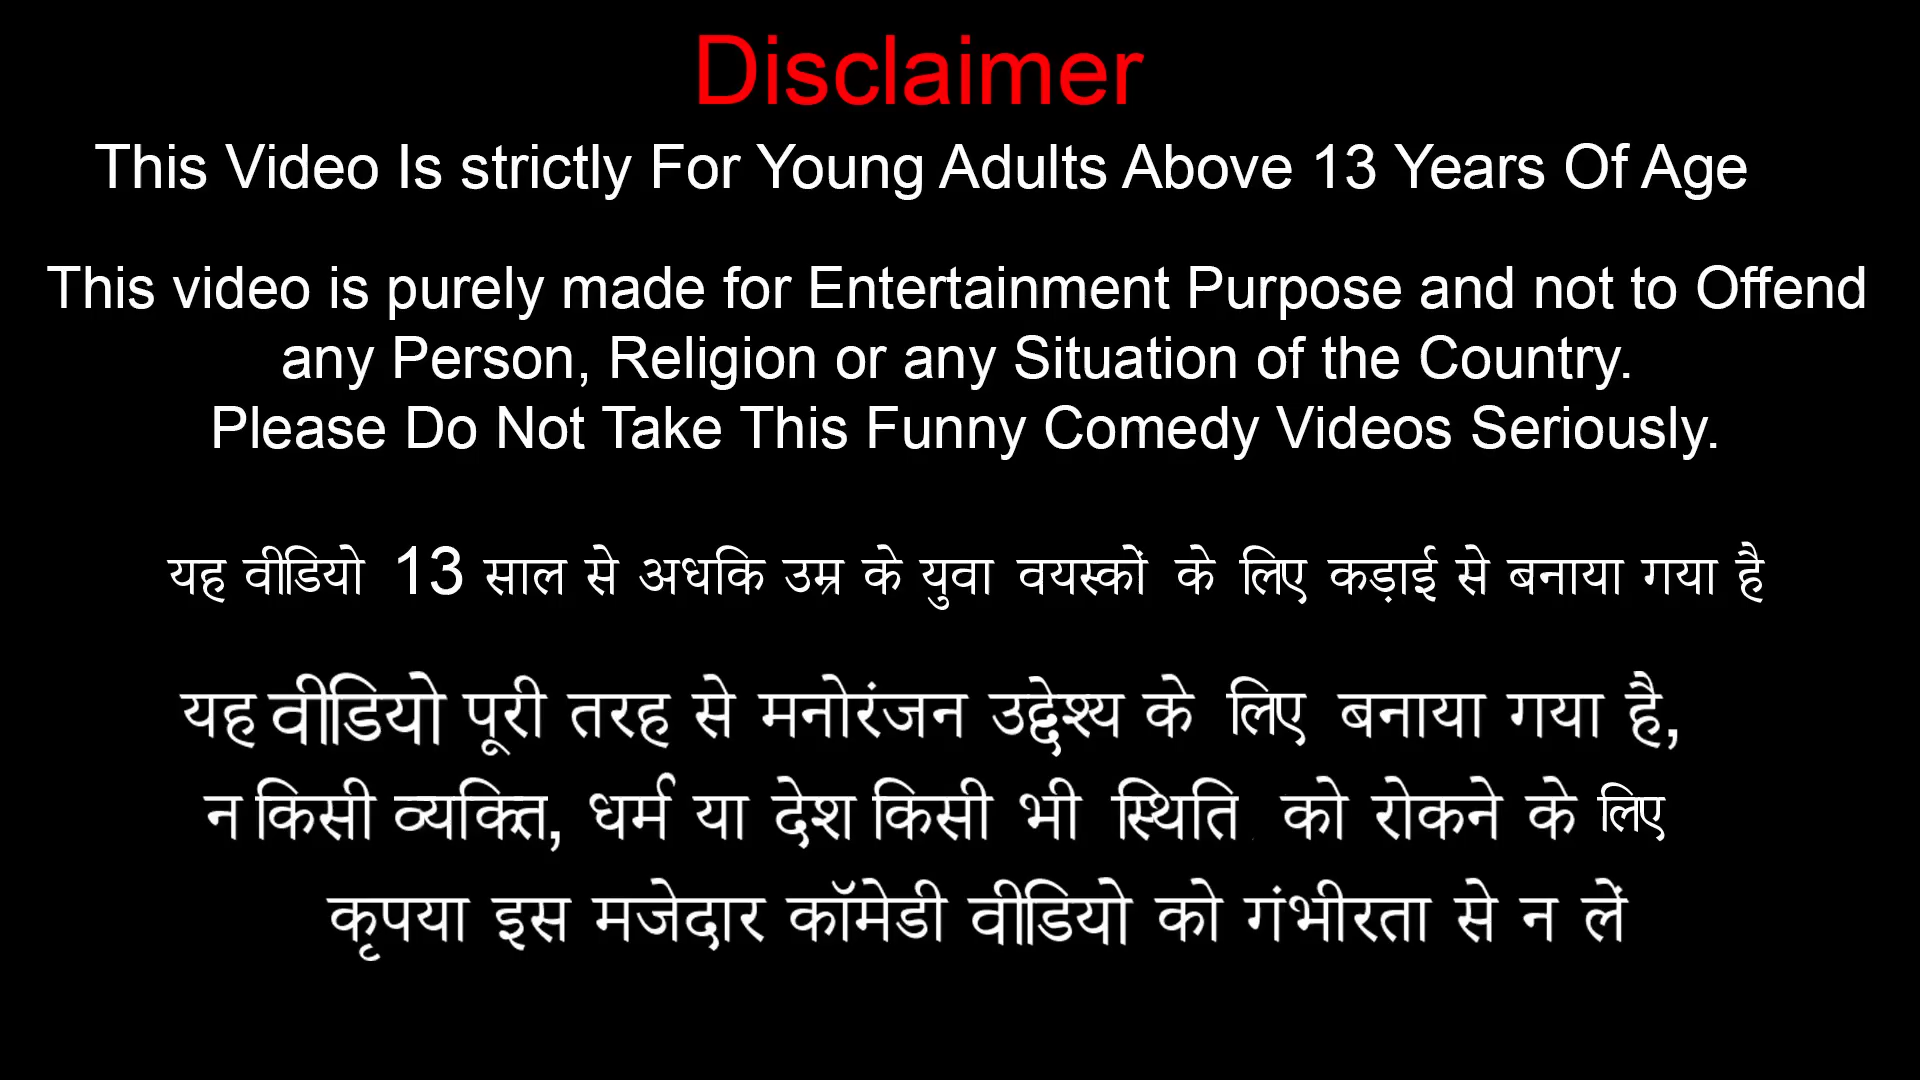 Disclaimer
This Video Is strictly For Young Adults Above 13 Years Of Age
This video is purely made for Entertainment Purpose and not to Offend
any Person, Religion or any Situation of the Country.
Please Do Not Take This Funny Comedy Videos Seriously.
यह वीडियो 13 साल से अधकि उम्र के युवा वयस्कों के लिए कड़ाई से बनाया गया है
यह वीडियो पूरी तरह से मनोरंजन उद्देश्य के लिए बनाया गया है,
न किसी व्यक्ति, धर्म या देश किसी भी स्थिति को रोकने के लिए
कृपया इस मजेदार कॉमेडी वीडियो को गंभीरता से न लें